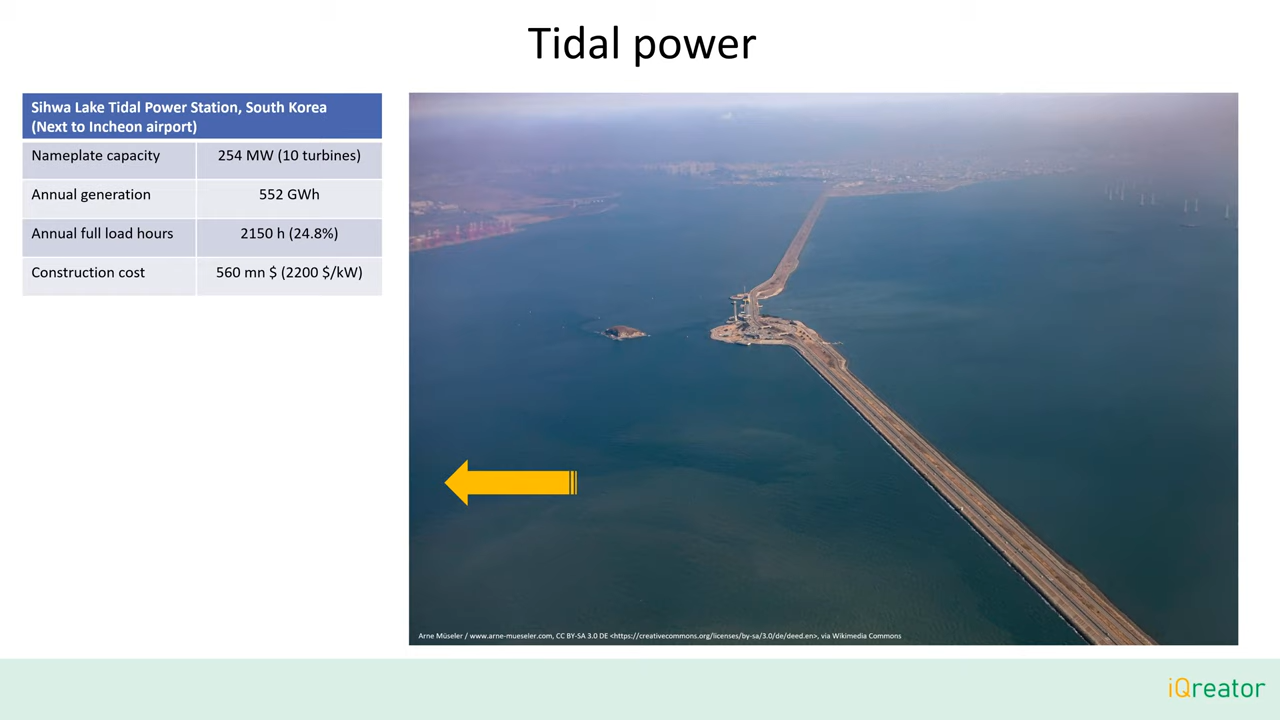 Tidal power
Sihwa Lake Tidal Power Station, South Korea
(Next to Incheon airport)
Nameplate capacity 254 MW (10 turbines)
Annual generation 552 GWh
Annual full load hours 2150 h (24.8%)
Construction cost 560 mn $ (2200 $/kW)
Arne Müseler / www.arne-mueseler.com, CC BY-SA 3.0 DE <https://creativecommons.org/licenses/by-sa/3.0/de/deed.en>, via Wikimedia Commons
iQreator